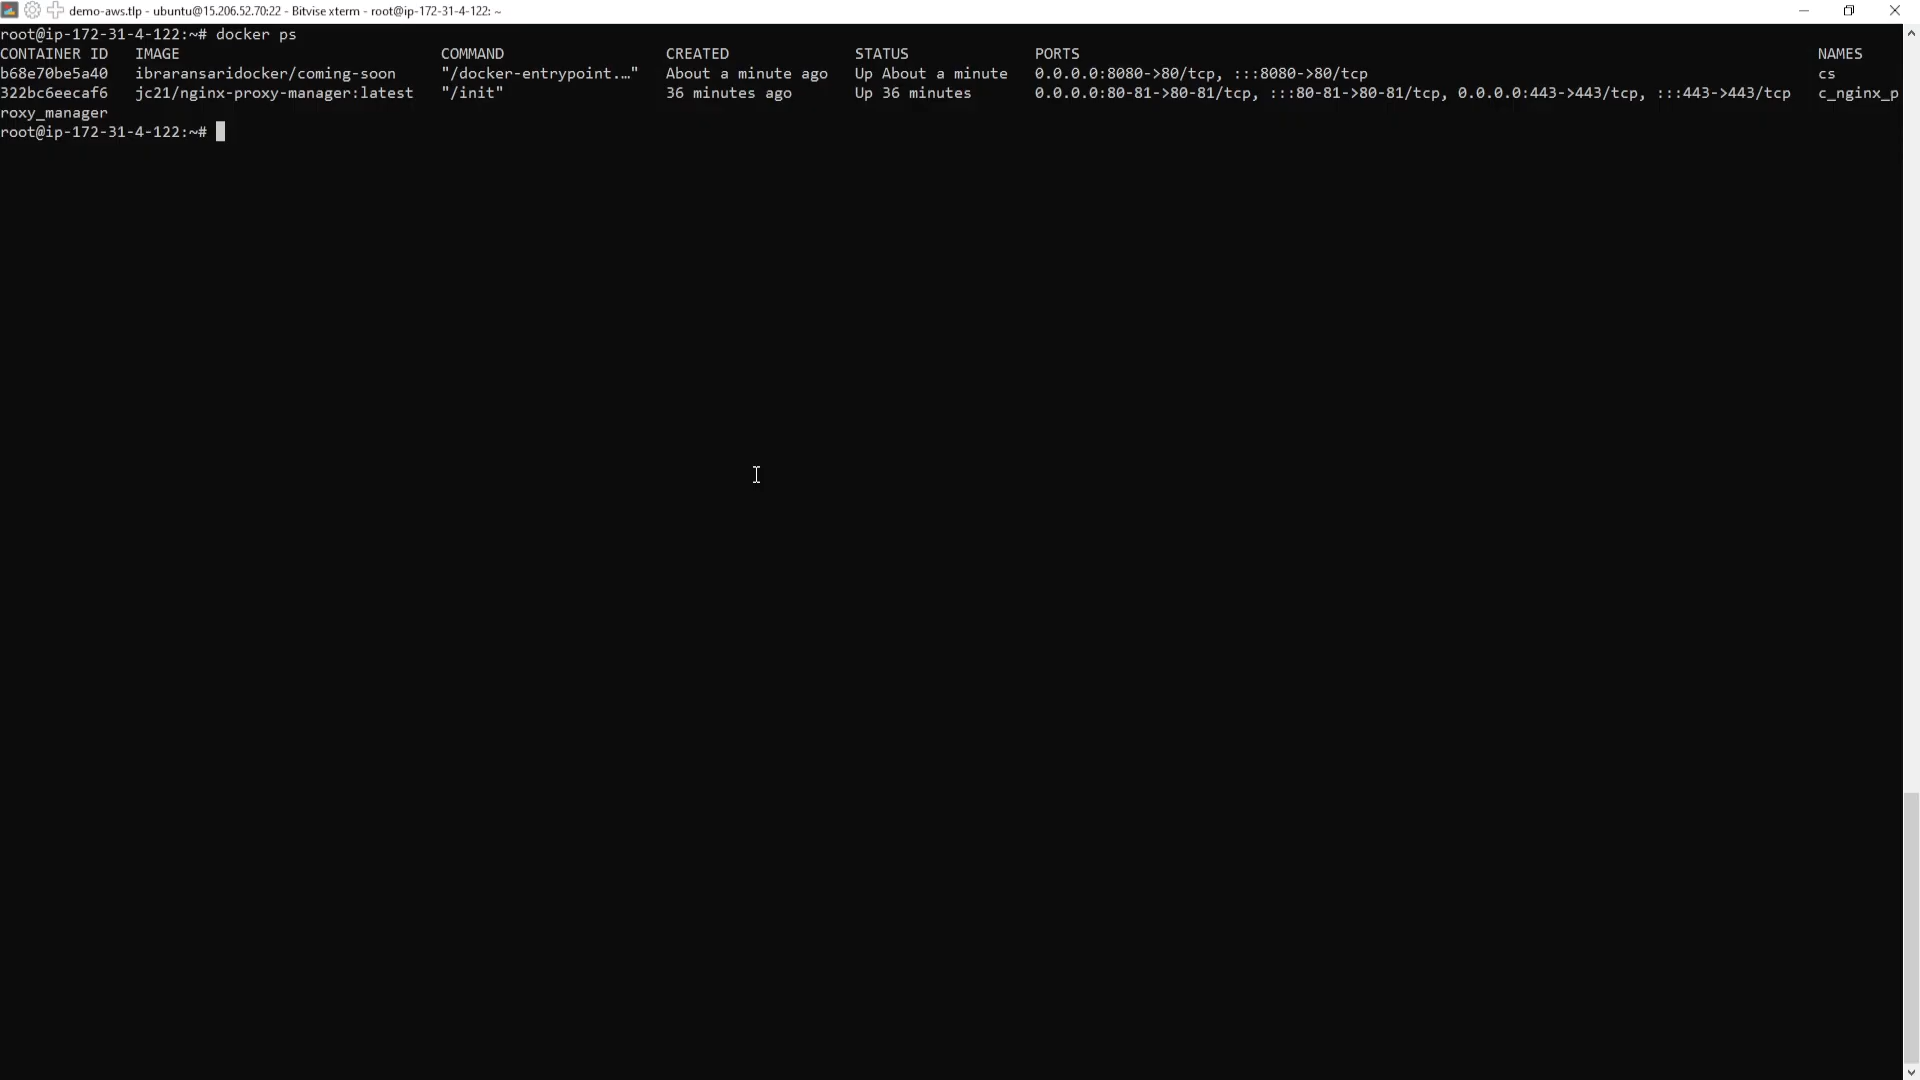 demo-aws.tlp - ubuntu@15.206.52.70:22 - Bitvise xterm - root@ip-172-31-4-122: ~
root@ip-172-31-4-122:~# docker ps
CONTAINER ID   IMAGE                             COMMAND                  CREATED              STATUS              PORTS                                                                                  NAMES
b68e70be5a40   ibraransaridocker/coming-soon     "/docker-entrypoint.…"   About a minute ago   Up About a minute   0.0.0.0:8080->80/tcp, :::8080->80/tcp                                                  cs
322bc6eecaf6   jc21/nginx-proxy-manager:latest   "/init"                  36 minutes ago       Up 36 minutes       0.0.0.0:80-81->80-81/tcp, :::80-81->80-81/tcp, 0.0.0.0:443->443/tcp, :::443->443/tcp   c_nginx_p
roxy_manager
root@ip-172-31-4-122:~#